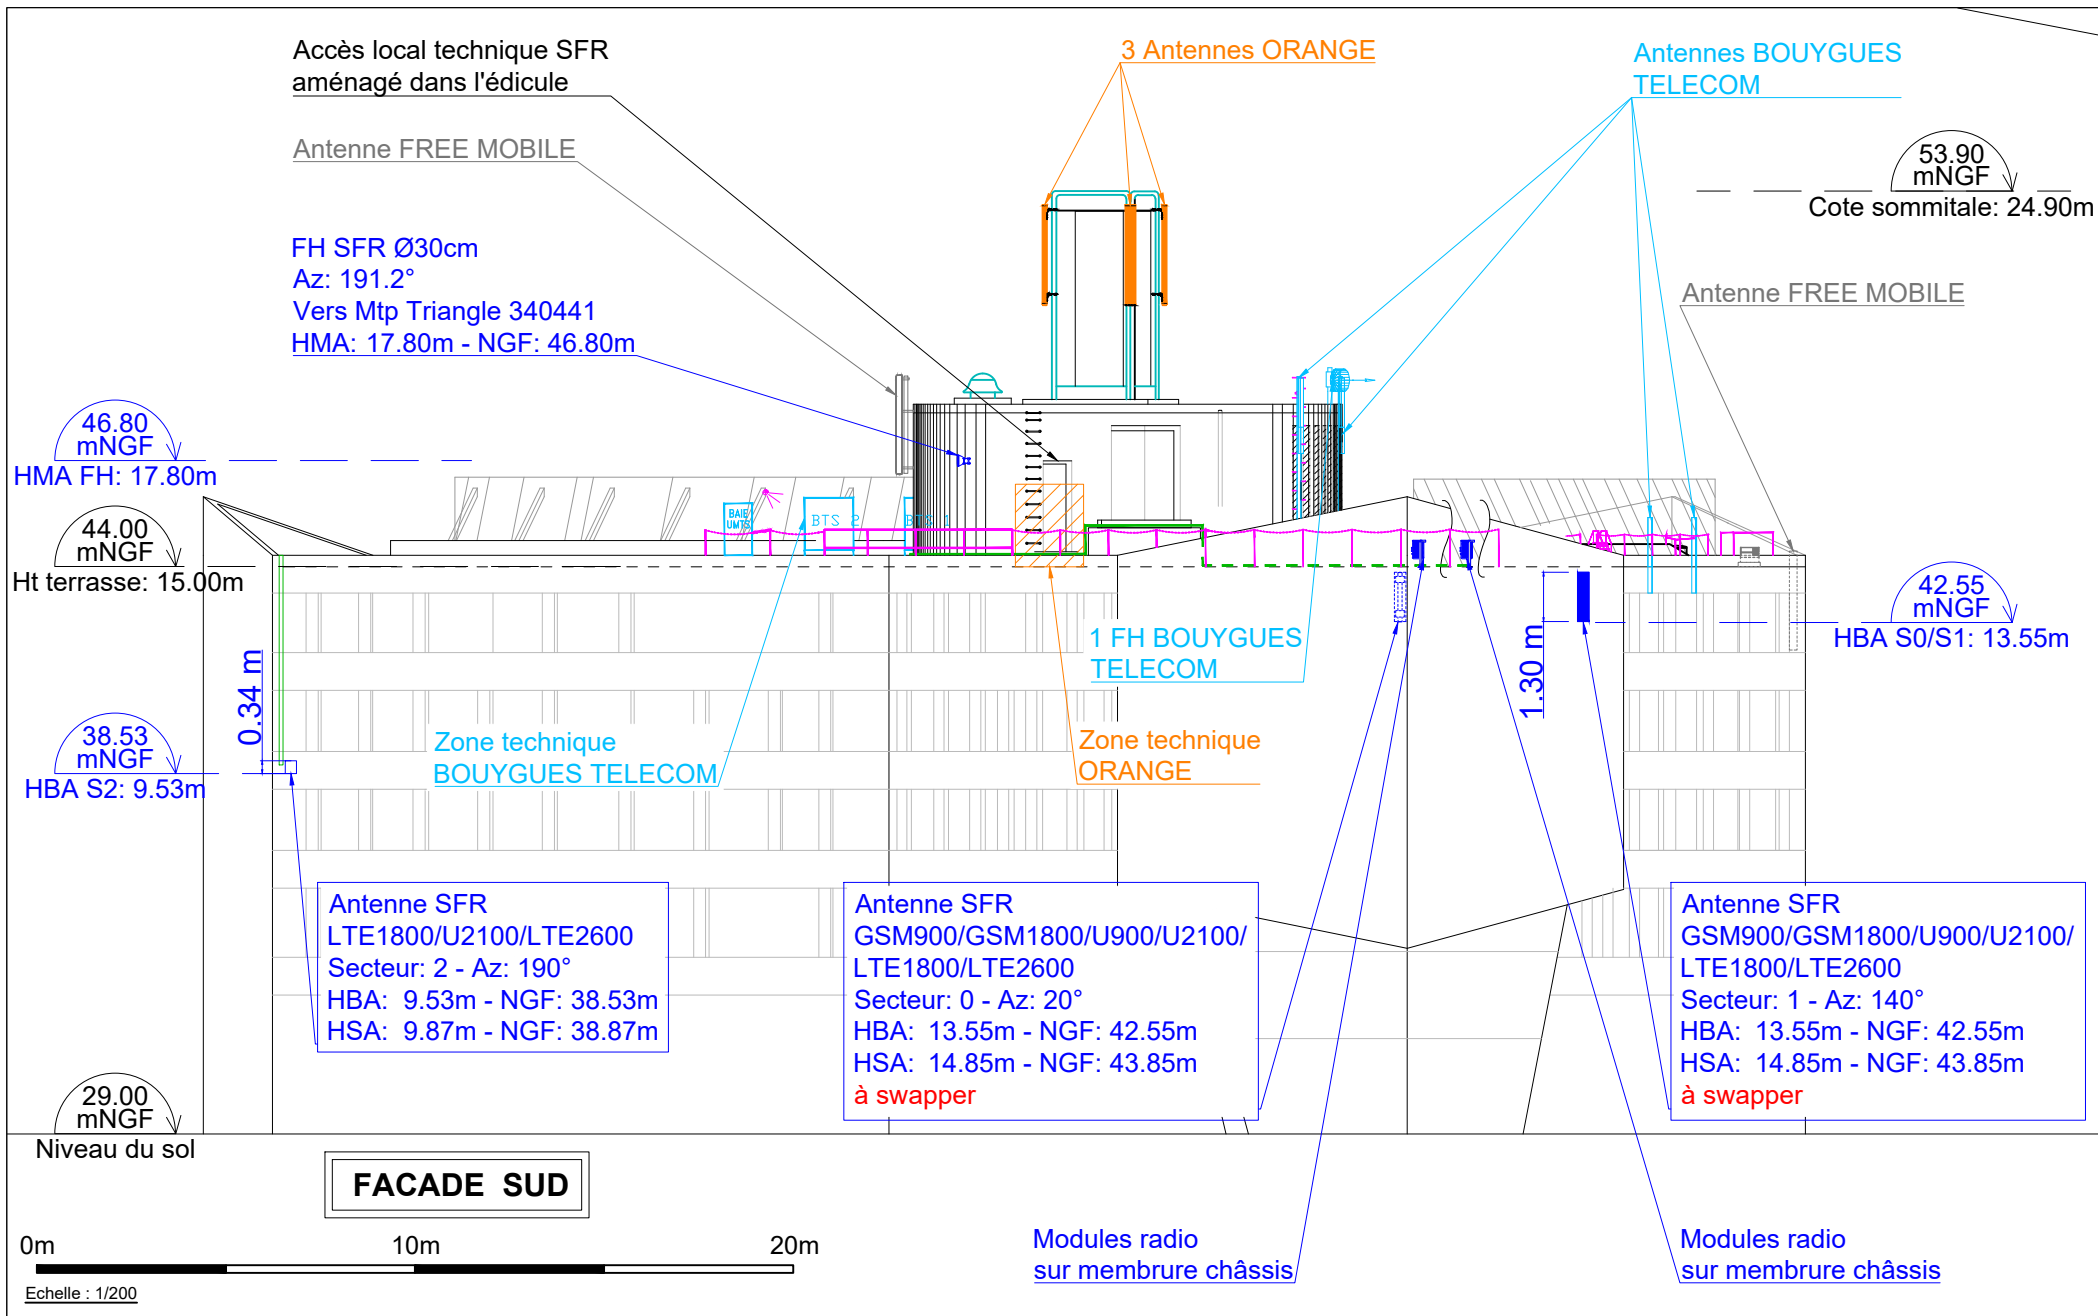 Accès local technique SFR
aménagé dans l'édicule
3 Antennes ORANGE
Antennes BOUYGUES
TELECOM
Antenne FREE MOBILE
53.90
mNGF
Cote sommitale: 24.90m
FH SFR Ø30cm
Az: 191.2°
Vers Mtp Triangle 340441
HMA: 17.80m - NGF: 46.80m
Antenne FREE MOBILE
46.80
mNGF
HMA FH: 17.80m
44.00
mNGF
Ht terrasse: 15.00m
BAIE
UMTS
BTS 2
42.55
mNGF
HBA S0/S1: 13.55m
1 FH BOUYGUES
TELECOM
0.34 m
1.30 m
38.53
mNGF
HBA S2: 9.53m
Zone technique
BOUYGUES TELECOM
Zone technique
ORANGE
Antenne SFR
LTE1800/U2100/LTE2600
Secteur: 2 - Az: 190°
HBA: 9.53m - NGF: 38.53m
HSA: 9.87m - NGF: 38.87m
Antenne SFR
GSM900/GSM1800/U900/U2100/
LTE1800/LTE2600
Secteur: 0 - Az: 20°
HBA: 13.55m - NGF: 42.55m
HSA: 14.85m - NGF: 43.85m
à swapper
Antenne SFR
GSM900/GSM1800/U900/U2100/
LTE1800/LTE2600
Secteur: 1 - Az: 140°
HBA: 13.55m - NGF: 42.55m
HSA: 14.85m - NGF: 43.85m
à swapper
29.00
mNGF
Niveau du sol
FACADE SUD
0m
10m
20m
Echelle : 1/200
Modules radio
sur membrure châssis
Modules radio
sur membrure châssis